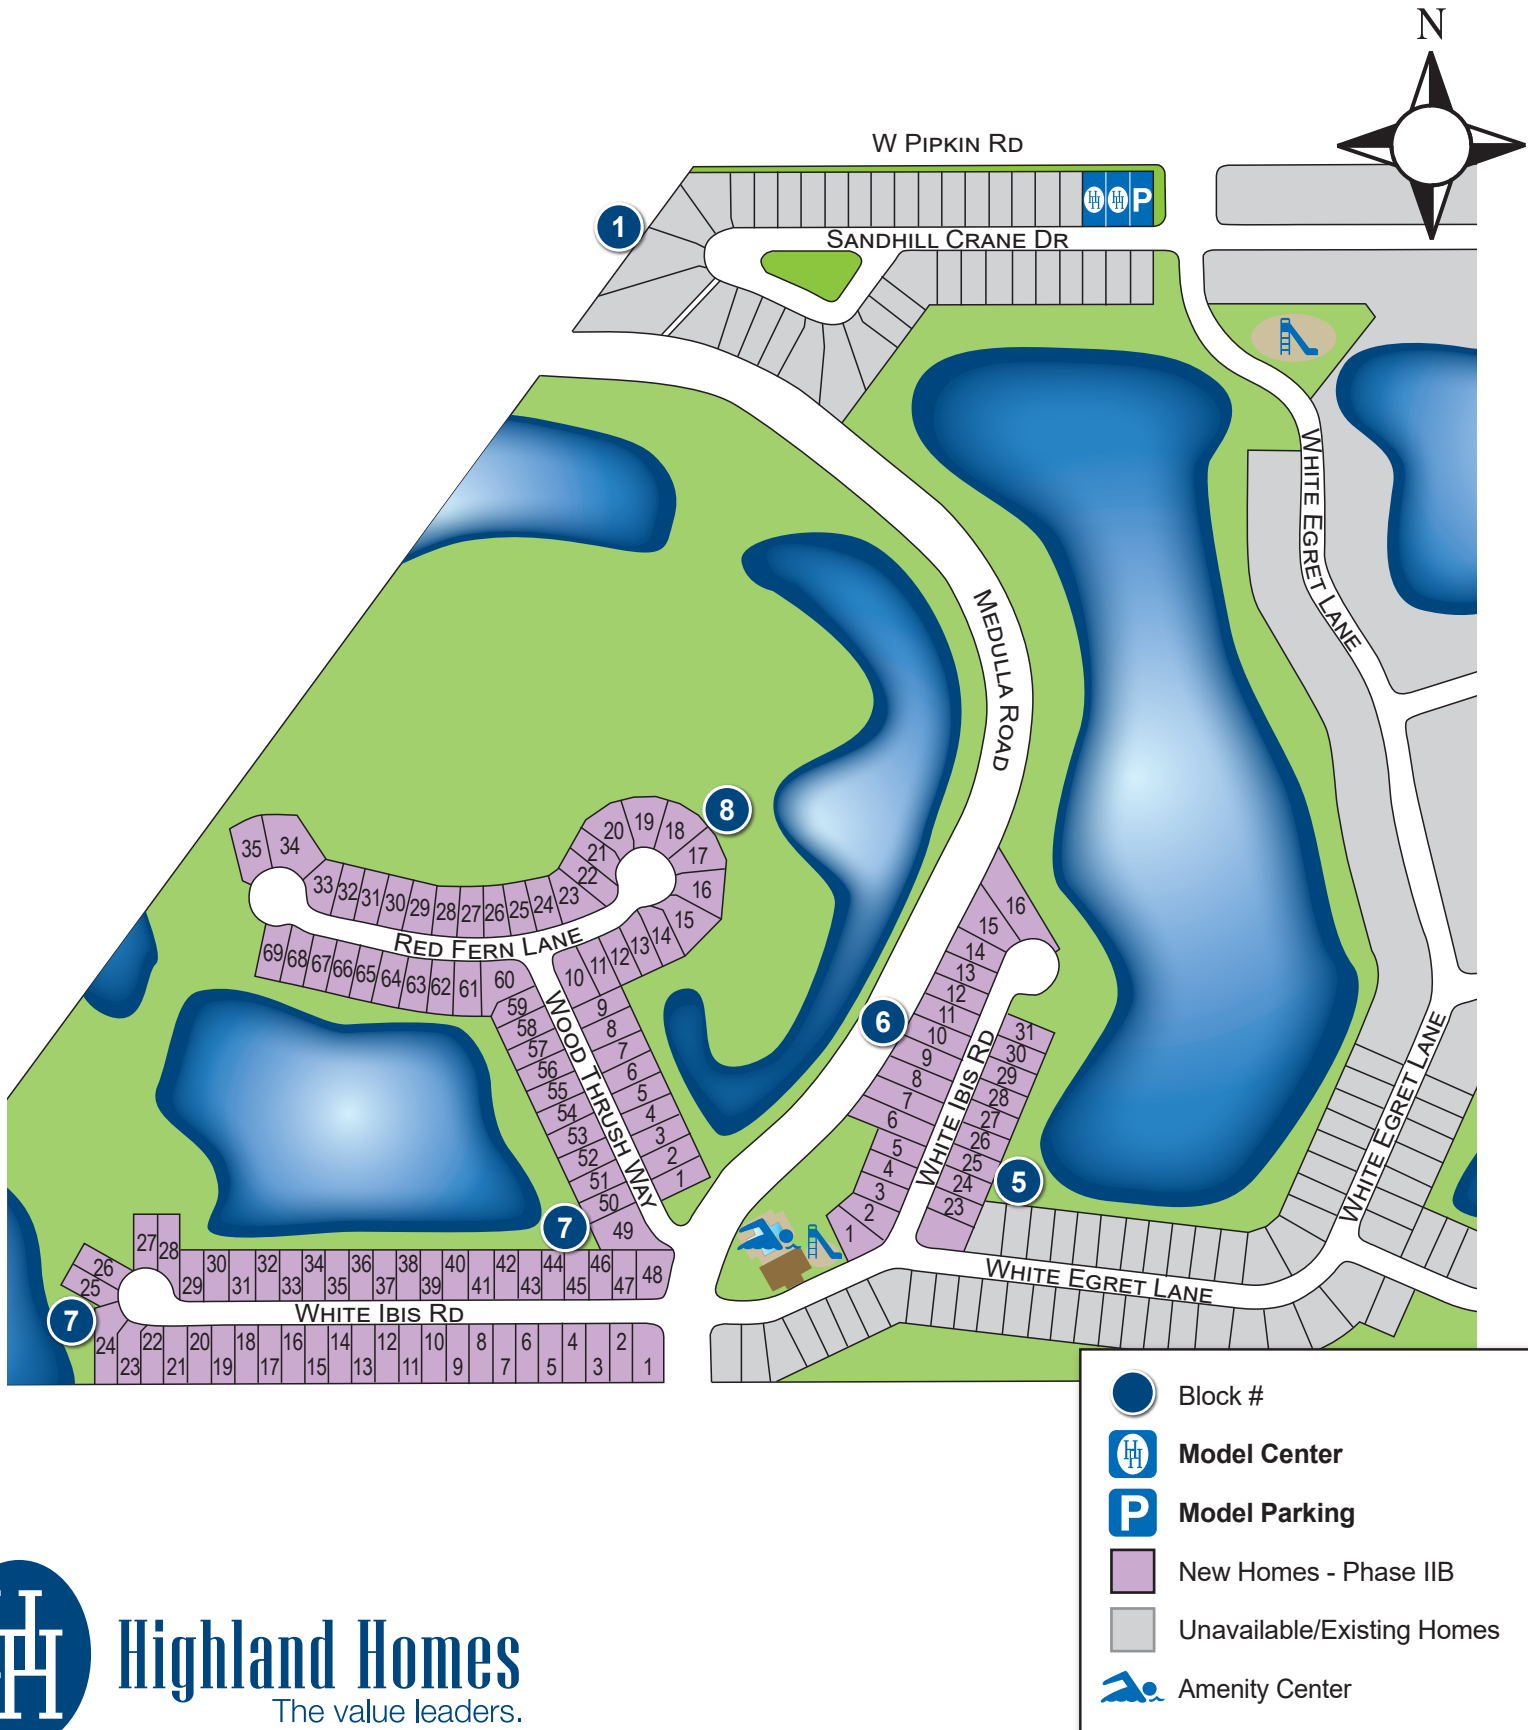 N
W Pipkin Rd
1
H H H H P
Sandhill Crane Dr
White Egret Lane
Medulla Road
8
20 19 18
21 17
22 16
35 34
33 32 31 30 29 28 27 26 25 24 23
15
Red Fern Lane
10 11 12 13 14
69 68 67 66 65 64 63 62 61 60
59 9
58 8
57 7
56 6
55 5
54 4
53 3
52 2
51 1
50
49
Wood Thrush Way
7
6
16
15
14
13
12
11
10
9
8
7
6
5
4
3
2
1
White Ibis Rd
31
30
29
28
27
26
25
24
23
5
White Egret Lane
White Egret Lane
27 28
26
25
30 32 34 36 38 40 42 44 46
29 31 33 35 37 39 41 43 45 47 48
7
White Ibis Rd
24 22 20 18 16 14 12 10 8 6 4 2
23 21 19 17 15 13 11 9 7 5 3 1
Block #
HH Model Center
P Model Parking
New Homes - Phase IIB
Unavailable/Existing Homes
Amenity Center
HH
Highland Homes
The value leaders.